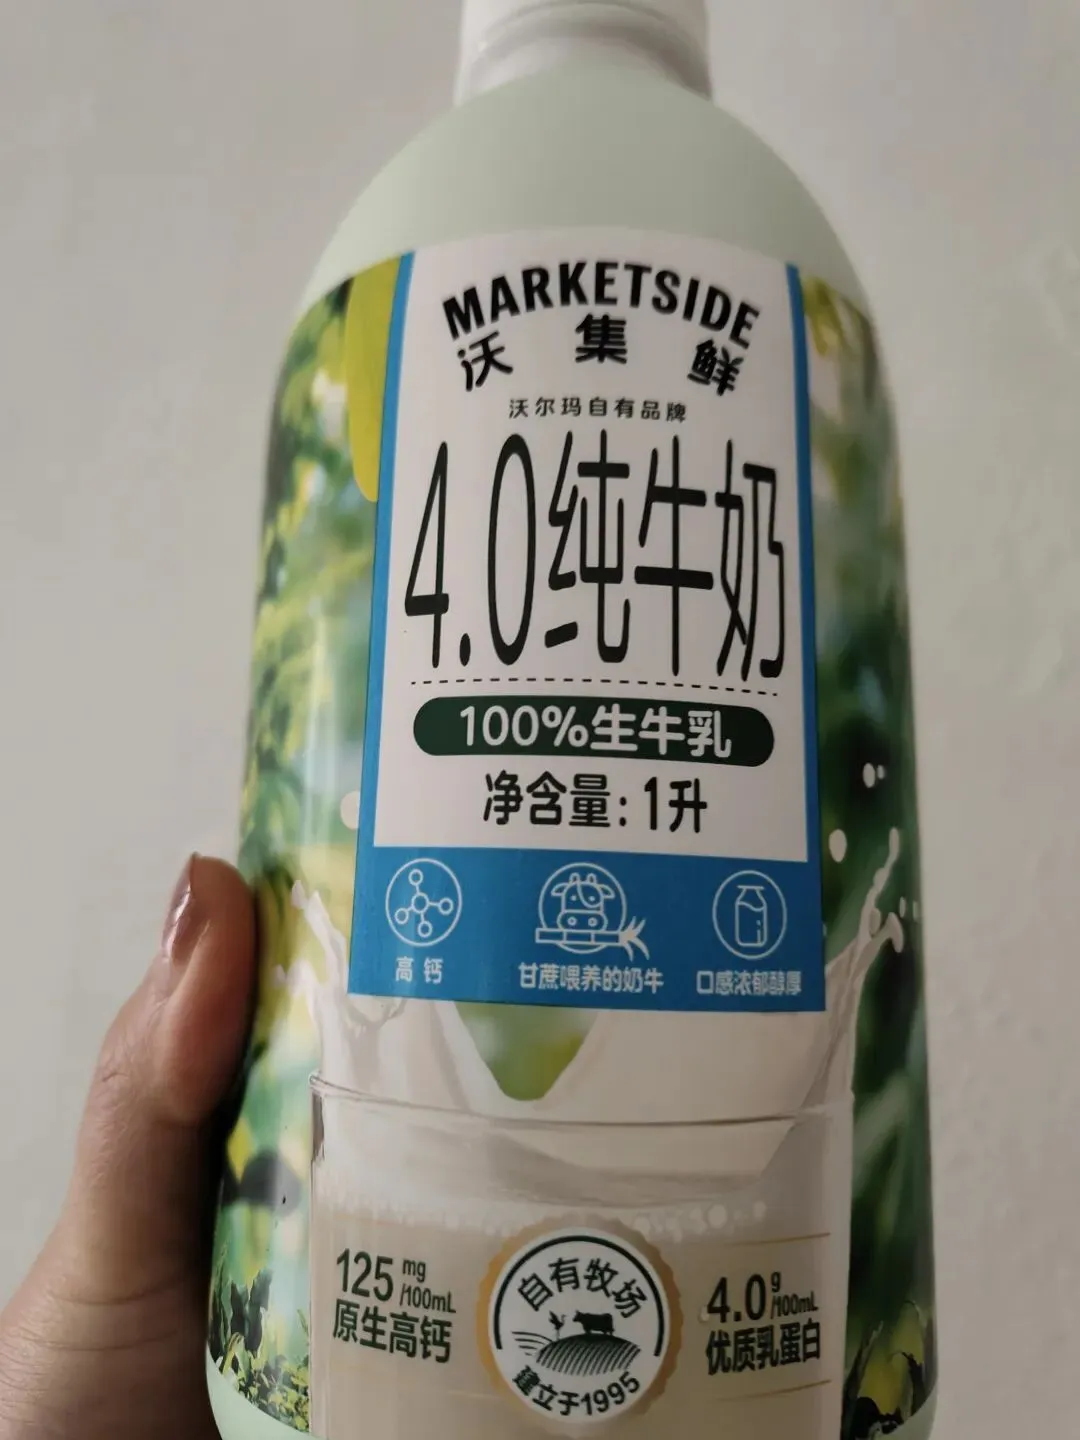 MARKETSIDE
沃集鲜
沃尔玛自有品牌
4.0纯牛奶
100%生牛乳
净含量:1升
高钙
甘蔗喂养的奶牛
口感浓郁醇厚
125mg/100mL
原生高钙
自有牧场
建立于1995
4.0g/100mL
优质乳蛋白